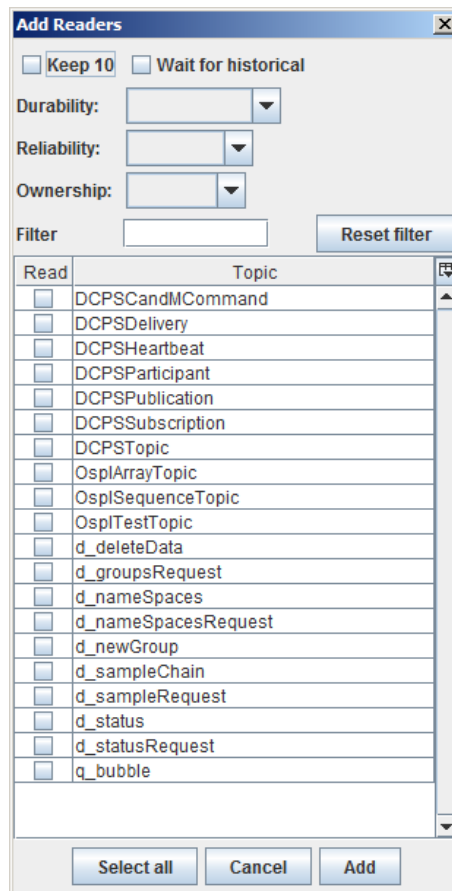 Add Readers
Keep 10 Wait for historical
Durability:
Reliability:
Ownership:
Filter Reset filter
Read Topic
DCPSCandMCommand
DCPSDelivery
DCPSHeartbeat
DCPSParticipant
DCPSPublication
DCPSSubscription
DCPSTopic
OsplArrayTopic
OsplSequenceTopic
OsplTestTopic
d_deleteData
d_groupsRequest
d_nameSpaces
d_nameSpacesRequest
d_newGroup
d_sampleChain
d_sampleRequest
d_status
d_statusRequest
q_bubble
Select all Cancel Add